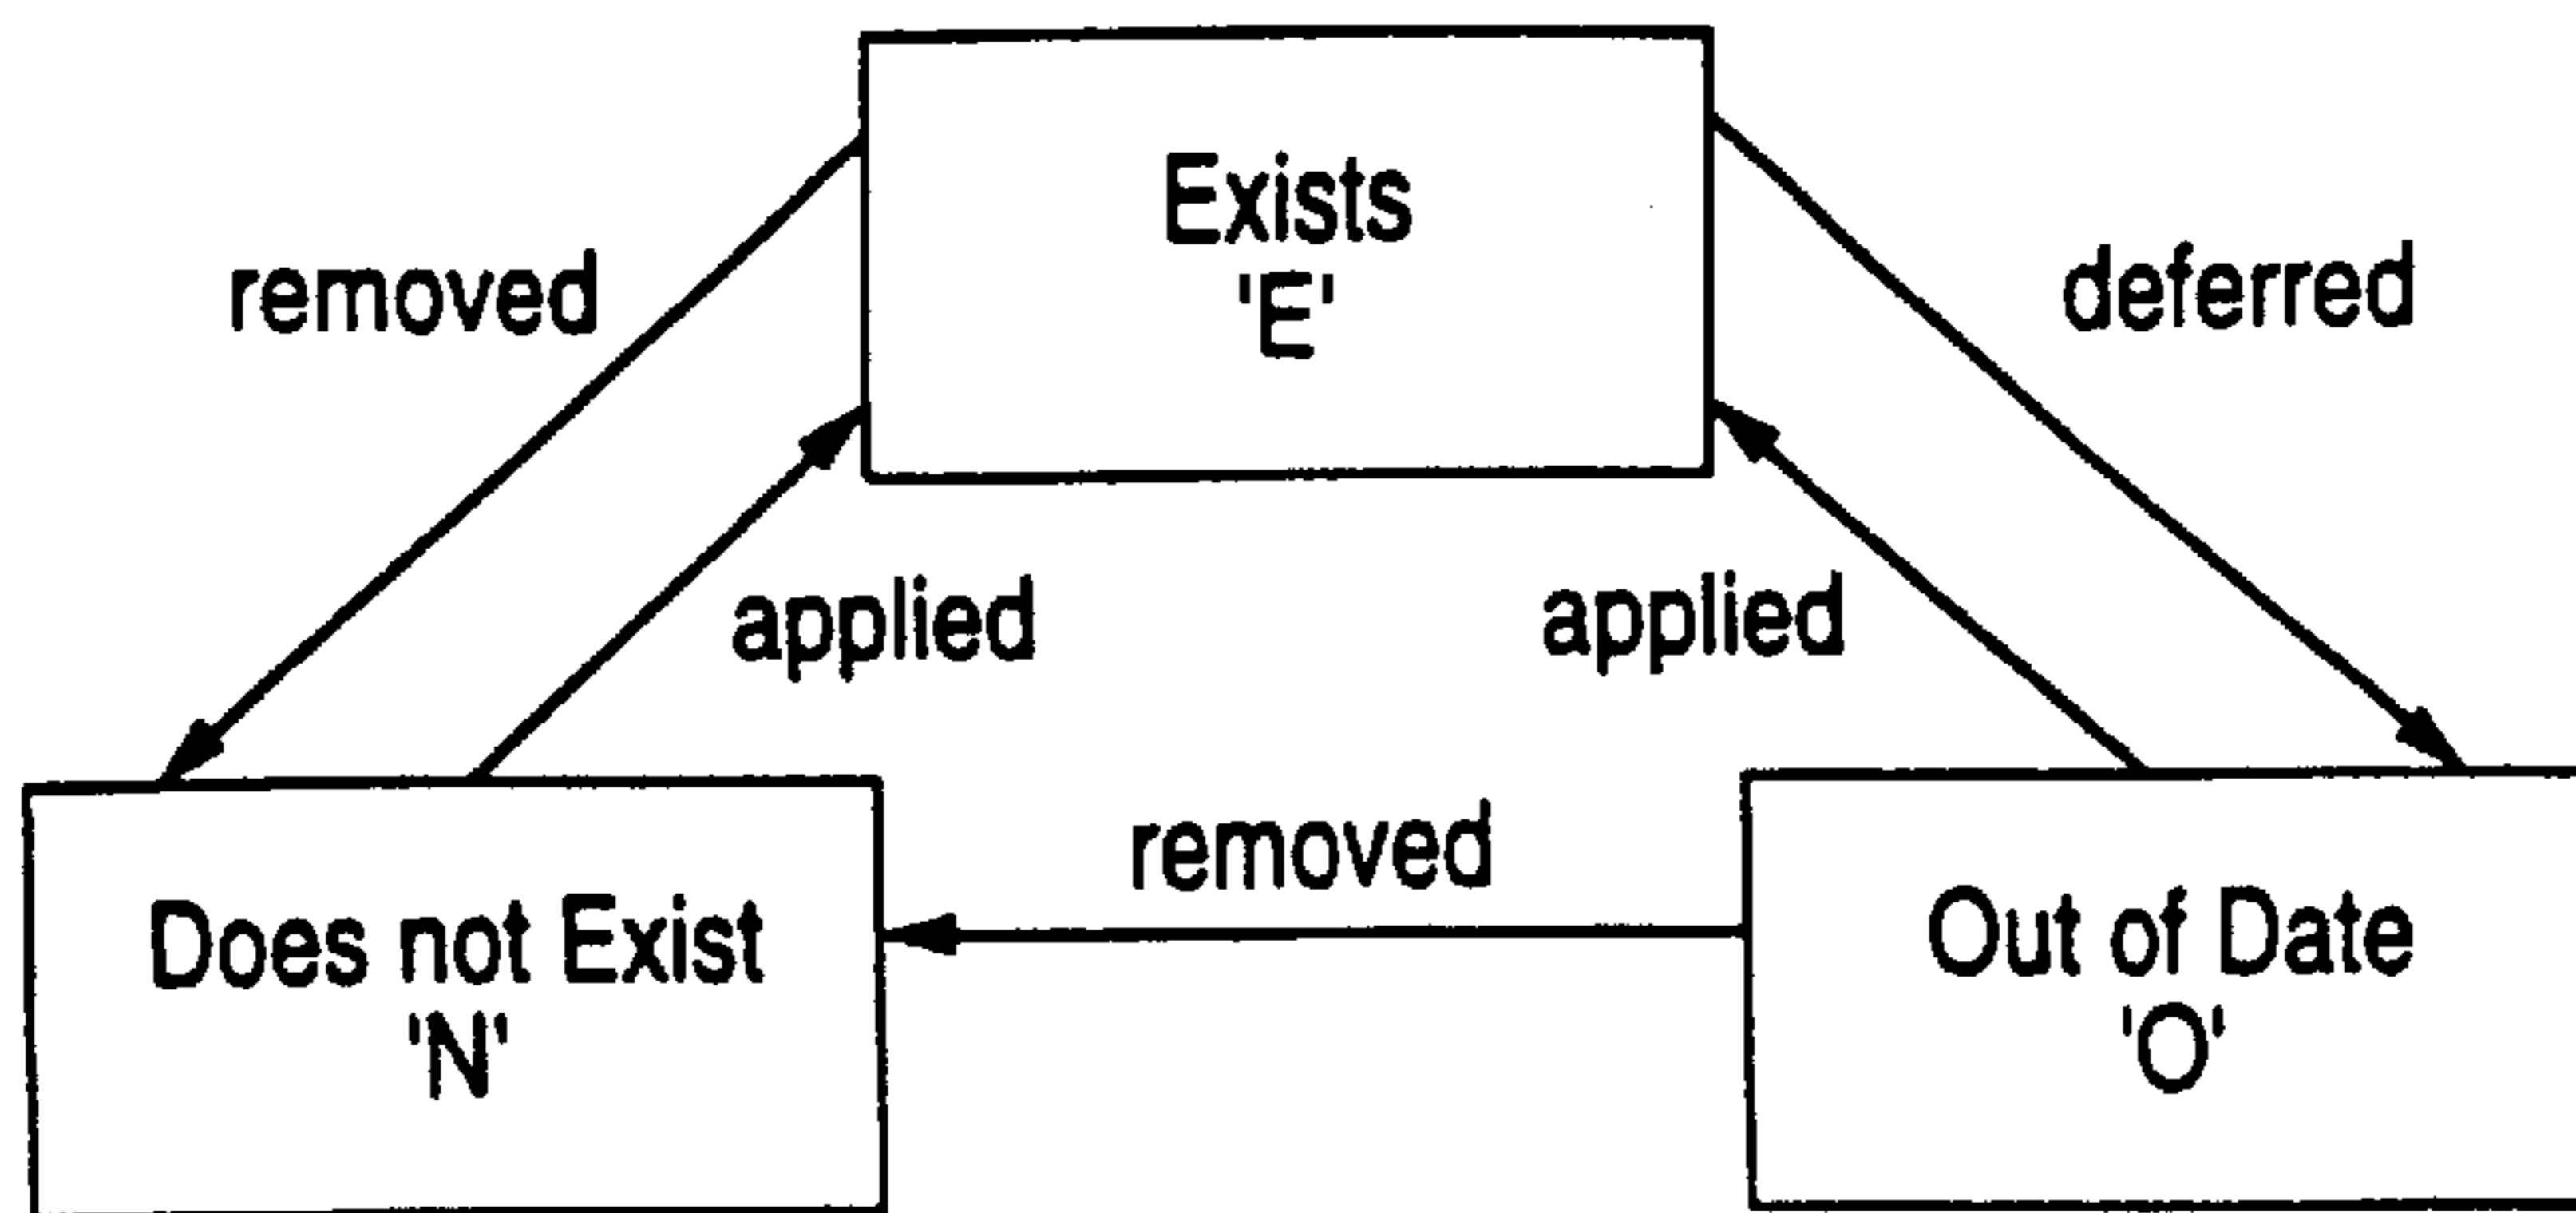 Exists
'E'
removed
deferred
applied
applied
removed
Does not Exist
'N'
Out of Date
'O'